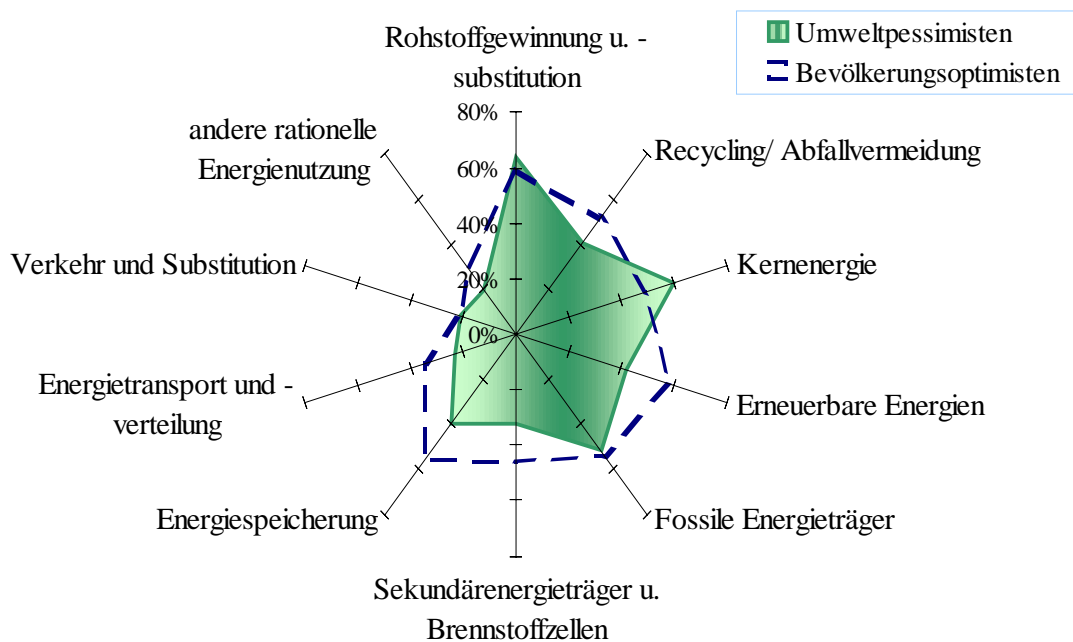 Umweltpessimisten
Bevölkerungsoptimisten
Rohstoffgewinnung u. -
substitution
80%
60%
40%
20%
0%
Recycling/ Abfallvermeidung
Kernenergie
Erneuerbare Energien
Fossile Energieträger
Sekundärenergieträger u.
Brennstoffzellen
Energiespeicherung
Energietransport und -
verteilung
Verkehr und Substitution
andere rationelle
Energienutzung